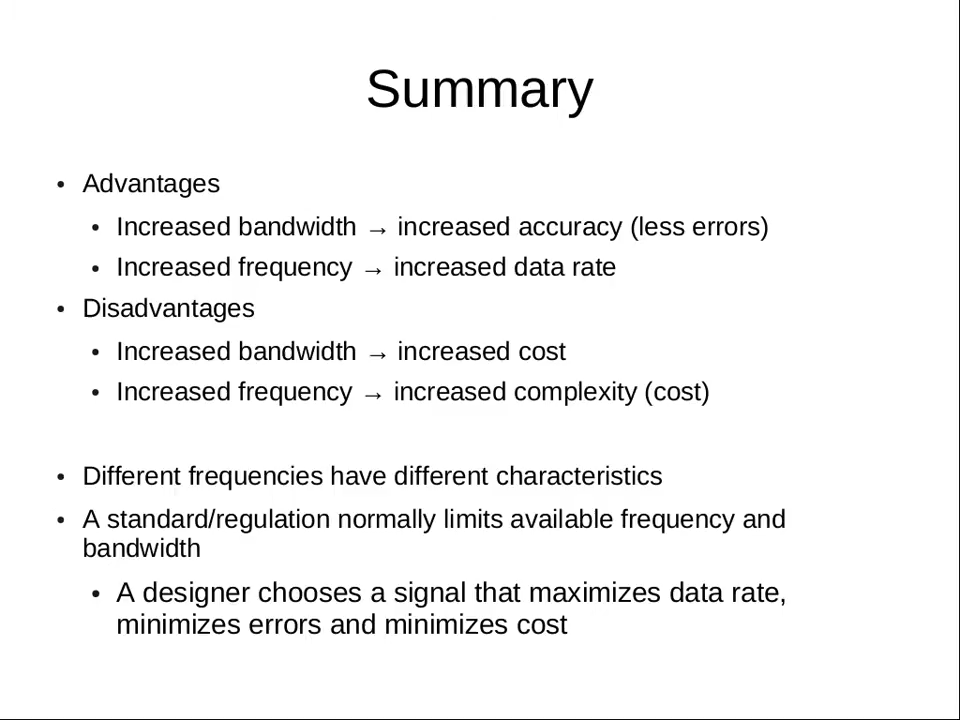 Summary
• Advantages
• Increased bandwidth → increased accuracy (less errors)
• Increased frequency → increased data rate
• Disadvantages
• Increased bandwidth → increased cost
• Increased frequency → increased complexity (cost)
• Different frequencies have different characteristics
• A standard/regulation normally limits available frequency and
bandwidth
• A designer chooses a signal that maximizes data rate,
minimizes errors and minimizes cost